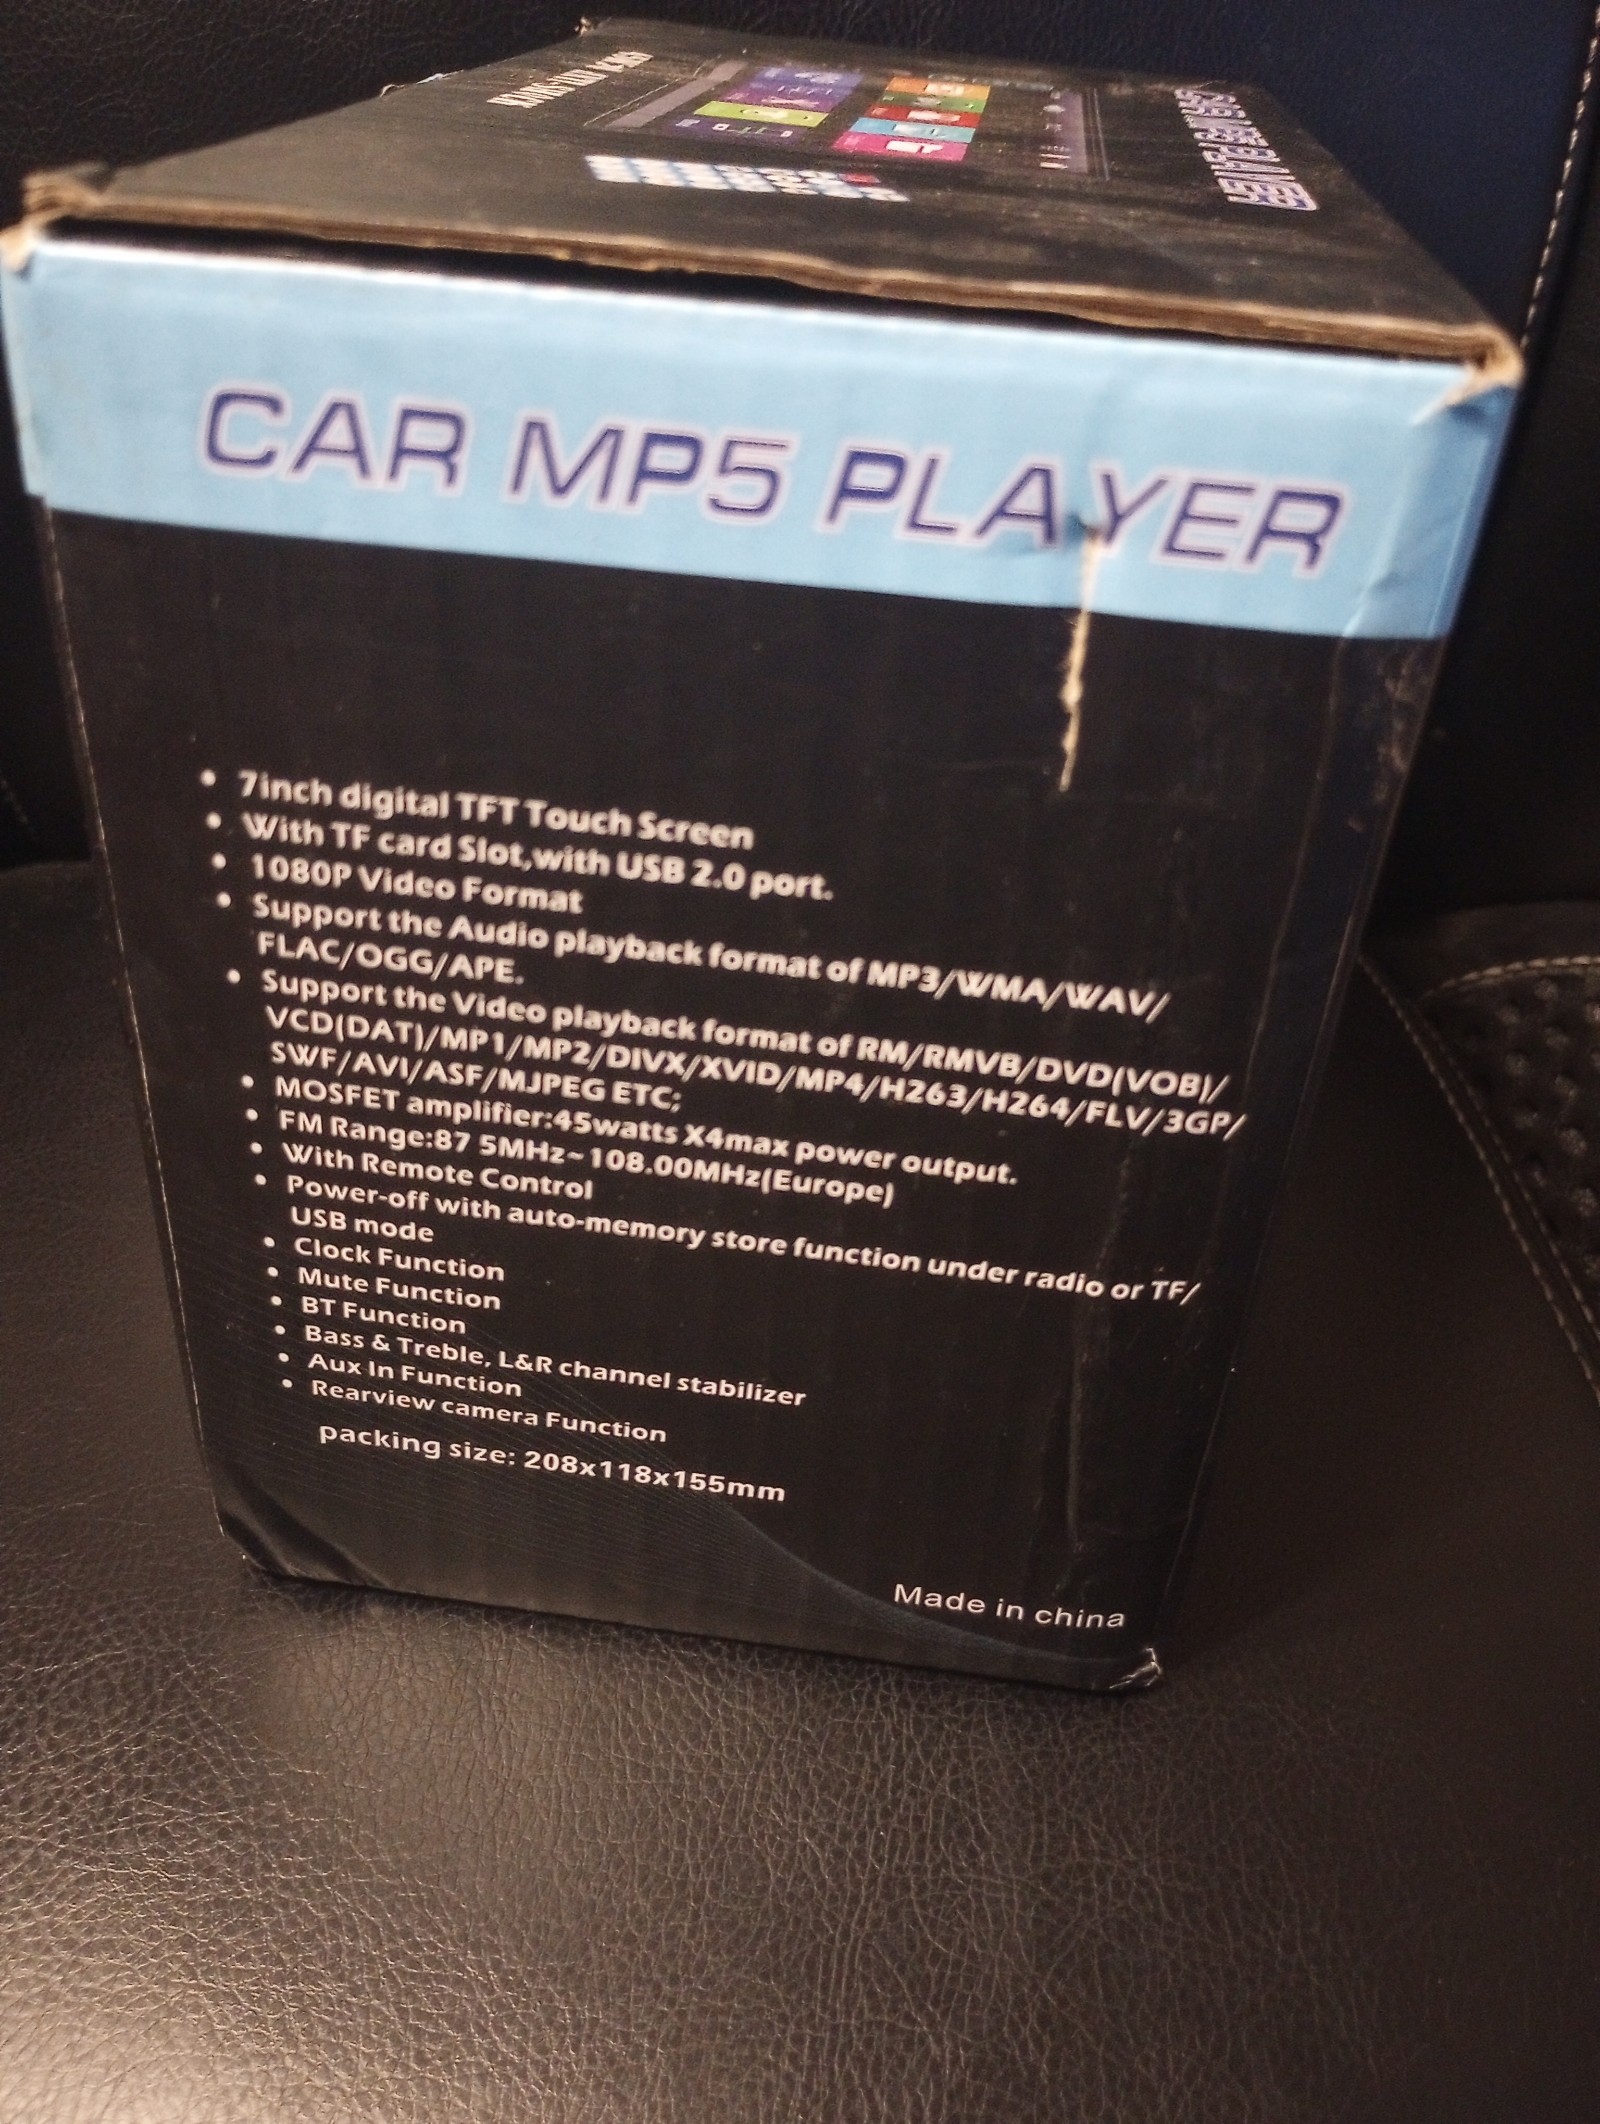 CAR MP5 PLAYER
• 7inch digital TFT Touch Screen
• With TF card Slot,with USB 2.0 port.
• 1080P Video Format
• Support the Audio playback format of MP3/WMA/WAV/
FLAC/OGG/APE.
• Support the Video playback format of RM/RMVB/DVD(VOB)/
VCD(DAT)/MP1/MP2/DIVX/XVID/MP4/H263/H264/FLV/3GP/
SWF/AVI/ASF/MJPEG ETC;
• MOSFET amplifier:45watts X4max power output.
• FM Range:87 5MHz~108.00MHz(Europe)
• With Remote Control
• Power-off with auto-memory store function under radio or TF/
USB mode
• Clock Function
• Mute Function
• BT Function
• Bass & Treble, L&R channel stabilizer
• Aux In Function
• Rearview camera Function
packing size: 208x118x155mm
Made in china